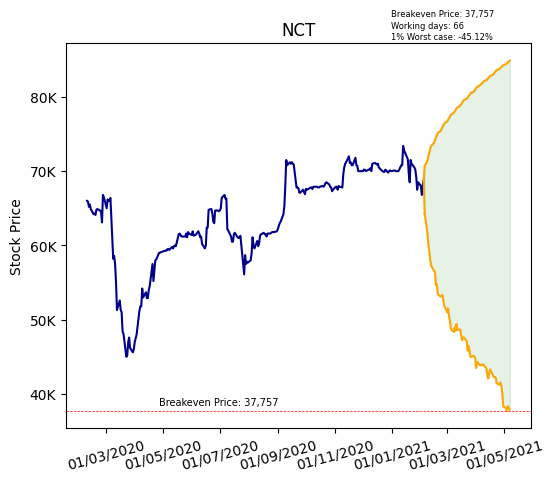 Breakeven Price: 37,757
Working days: 66
1% Worst case: -45.12%
NCT
Stock Price
80K
70K
60K
50K
40K
Breakeven Price: 37,757
01/03/2020
01/05/2020
01/07/2020
01/09/2020
01/11/2020
01/01/2021
01/03/2021
01/05/2021